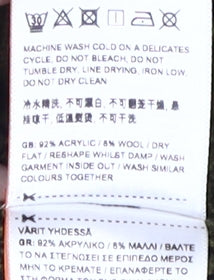 30
MACHINE WASH COLD ON A DELICATES
CYCLE. DO NOT BLEACH. DO NOT
TUMBLE DRY. LINE DRYING. IRON LOW.
DO NOT DRY CLEAN
冷水精洗, 不可漂白, 不可翻笼干燥, 悬
挂晾干, 低温熨烫, 不可干洗
GB: 92% ACRYLIC / 8% WOOL / DRY
FLAT / RESHAPE WHILST DAMP / WASH
GARMENT INSIDE OUT / WASH SIMILAR
COLOURS TOGETHER
VÄRIT YHDESSÄ
GR: 92% ΑΚΡΥΛΙΚΟ / 8% ΜΑΛΛΙ / ΒΑΛΤΕ
ΤΟ ΝΑ ΣΤΕΓΝΩΣΕΙ ΣΕ ΕΠΙΠΕΔΟ ΜΕΡΟΣ
ΜΗΝ ΤΟ ΚΡΕΜΑΤΕ / ΕΠΑΝΑΦΕΡΤΕ ΤΟ